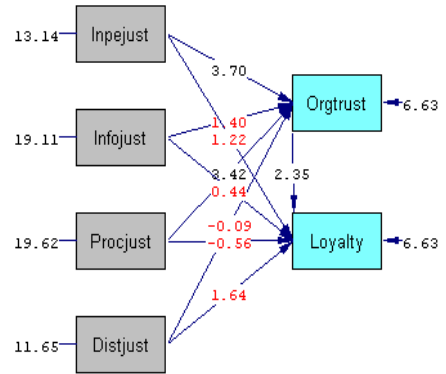 13.14
Inpejust
3.70
Orgtrust
6.63
19.11
Infojust
1.40
1.22
3.42
2.35
0.44
19.62
Procjust
-0.09
-0.56
Loyalty
6.63
1.64
11.65
Distjust